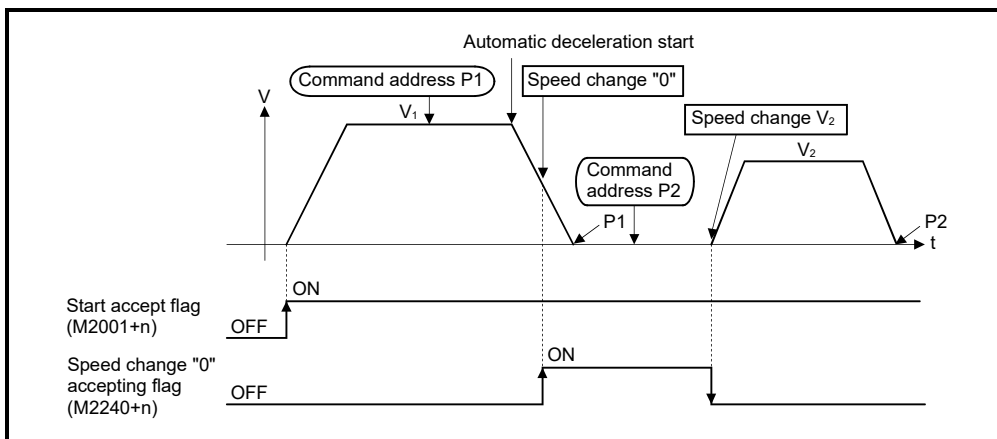 Automatic deceleration start
Command address P1
Speed change "0"
V
V₁
Speed change V₂
V₂
Command
address P2
P1
P2
t
ON
Start accept flag
(M2001+n)
OFF
ON
Speed change "0"
accepting flag
(M2240+n)
OFF